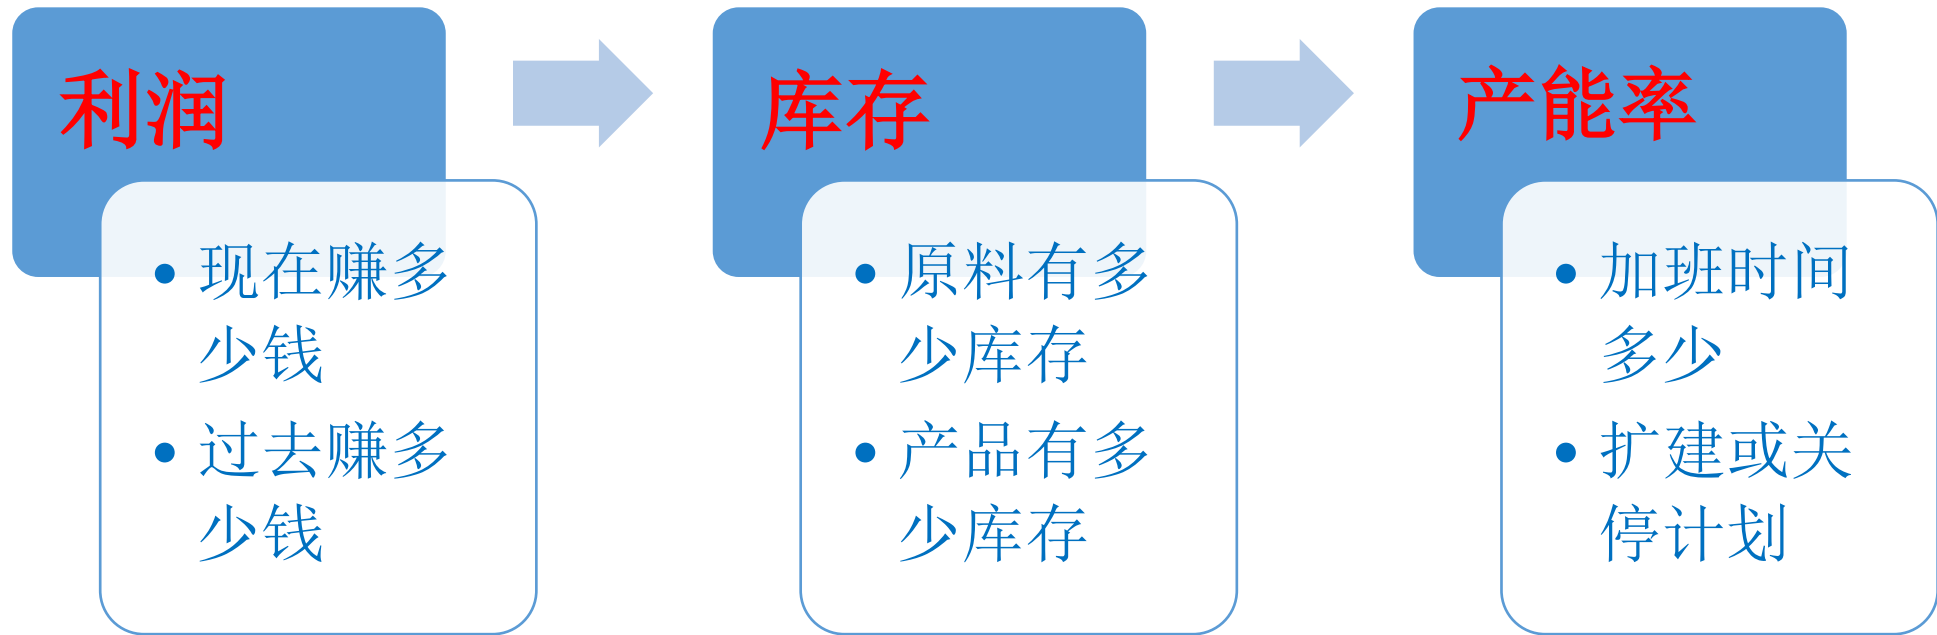 利润
• 现在赚多
少钱
• 过去赚多
少钱
库存
• 原料有多
少库存
• 产品有多
少库存
产能率
• 加班时间
多少
• 扩建或关
停计划